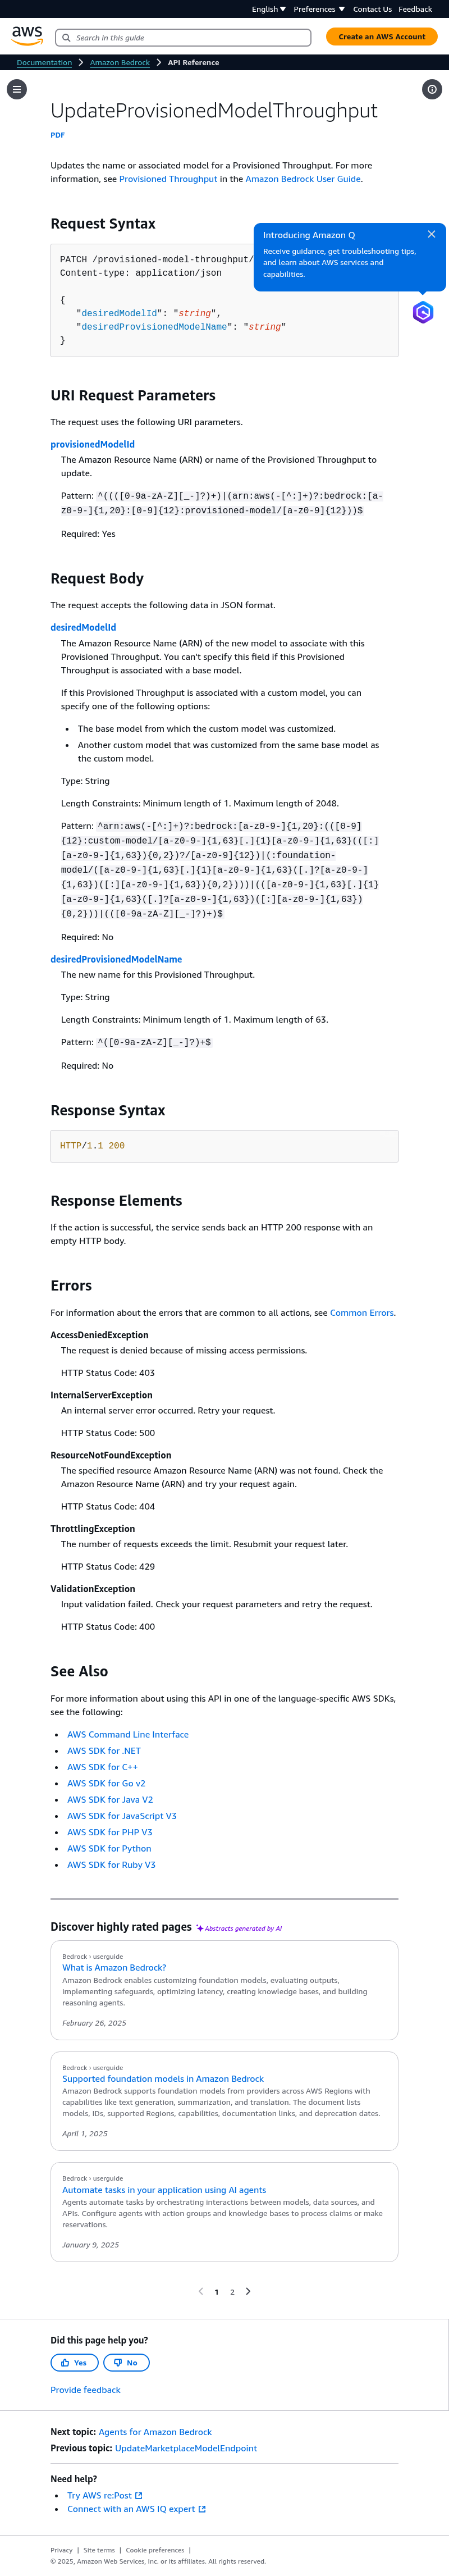 English Preferences Contact Us Feedback
aws
Search in this guide
Create an AWS Account
Documentation > Amazon Bedrock > API Reference
UpdateProvisionedModelThroughput
PDF
Updates the name or associated model for a Provisioned Throughput. For more
information, see Provisioned Throughput in the Amazon Bedrock User Guide.
Request Syntax
PATCH /provisioned-model-throughput/
Content-type: application/json
{
"desiredModelId": "string",
"desiredProvisionedModelName": "string"
}
Introducing Amazon Q
Receive guidance, get troubleshooting tips,
and learn about AWS services and
capabilities.
URI Request Parameters
The request uses the following URI parameters.
provisionedModelId
The Amazon Resource Name (ARN) or name of the Provisioned Throughput to
update.
Pattern: ^((([0-9a-zA-Z][_-]?)+)|(arn:aws(-[^:]+)?:bedrock:[a-
z0-9-]{1,20}:[0-9]{12}:provisioned-model/[a-z0-9]{12}))$
Required: Yes
Request Body
The request accepts the following data in JSON format.
desiredModelId
The Amazon Resource Name (ARN) of the new model to associate with this
Provisioned Throughput. You can't specify this field if this Provisioned
Throughput is associated with a base model.
If this Provisioned Throughput is associated with a custom model, you can
specify one of the following options:
• The base model from which the custom model was customized.
• Another custom model that was customized from the same base model as
the custom model.
Type: String
Length Constraints: Minimum length of 1. Maximum length of 2048.
Pattern: ^arn:aws(-[^:]+)?:bedrock:[a-z0-9-]{1,20}:(([0-9]
{12}:custom-model/[a-z0-9-]{1,63}[.]{1}[a-z0-9-]{1,63}(([:]
[a-z0-9-]{1,63}){0,2})?/[a-z0-9]{12})|(:foundation-
model/([a-z0-9-]{1,63}[.]{1}[a-z0-9-]{1,63}([.]?[a-z0-9-]
{1,63})([:][a-z0-9-]{1,63}){0,2})))|(([a-z0-9-]{1,63}[.]{1}
[a-z0-9-]{1,63}([.]?[a-z0-9-]{1,63})([:][a-z0-9-]{1,63})
{0,2}))|(([0-9a-zA-Z][_-]?)+)$
Required: No
desiredProvisionedModelName
The new name for this Provisioned Throughput.
Type: String
Length Constraints: Minimum length of 1. Maximum length of 63.
Pattern: ^([0-9a-zA-Z][_-]?)+$
Required: No
Response Syntax
HTTP/1.1 200
Response Elements
If the action is successful, the service sends back an HTTP 200 response with an
empty HTTP body.
Errors
For information about the errors that are common to all actions, see Common Errors.
AccessDeniedException
The request is denied because of missing access permissions.
HTTP Status Code: 403
InternalServerException
An internal server error occurred. Retry your request.
HTTP Status Code: 500
ResourceNotFoundException
The specified resource Amazon Resource Name (ARN) was not found. Check the
Amazon Resource Name (ARN) and try your request again.
HTTP Status Code: 404
ThrottlingException
The number of requests exceeds the limit. Resubmit your request later.
HTTP Status Code: 429
ValidationException
Input validation failed. Check your request parameters and retry the request.
HTTP Status Code: 400
See Also
For more information about using this API in one of the language-specific AWS SDKs,
see the following:
• AWS Command Line Interface
• AWS SDK for .NET
• AWS SDK for C++
• AWS SDK for Go v2
• AWS SDK for Java V2
• AWS SDK for JavaScript V3
• AWS SDK for PHP V3
• AWS SDK for Python
• AWS SDK for Ruby V3
Discover highly rated pages Abstracts generated by AI
Bedrock › userguide
What is Amazon Bedrock?
Amazon Bedrock enables customizing foundation models, evaluating outputs,
implementing safeguards, optimizing latency, creating knowledge bases, and building
reasoning agents.
February 26, 2025
Bedrock › userguide
Supported foundation models in Amazon Bedrock
Amazon Bedrock supports foundation models from providers across AWS Regions with
capabilities like text generation, summarization, and translation. The document lists
models, IDs, supported Regions, capabilities, documentation links, and deprecation dates.
April 1, 2025
Bedrock › userguide
Automate tasks in your application using AI agents
Agents automate tasks by orchestrating interactions between models, data sources, and
APIs. Configure agents with action groups and knowledge bases to process claims or make
reservations.
January 9, 2025
1 2
Did this page help you?
Yes No
Provide feedback
Next topic: Agents for Amazon Bedrock
Previous topic: UpdateMarketplaceModelEndpoint
Need help?
• Try AWS re:Post
• Connect with an AWS IQ expert
Privacy | Site terms | Cookie preferences |
© 2025, Amazon Web Services, Inc. or its affiliates. All rights reserved.